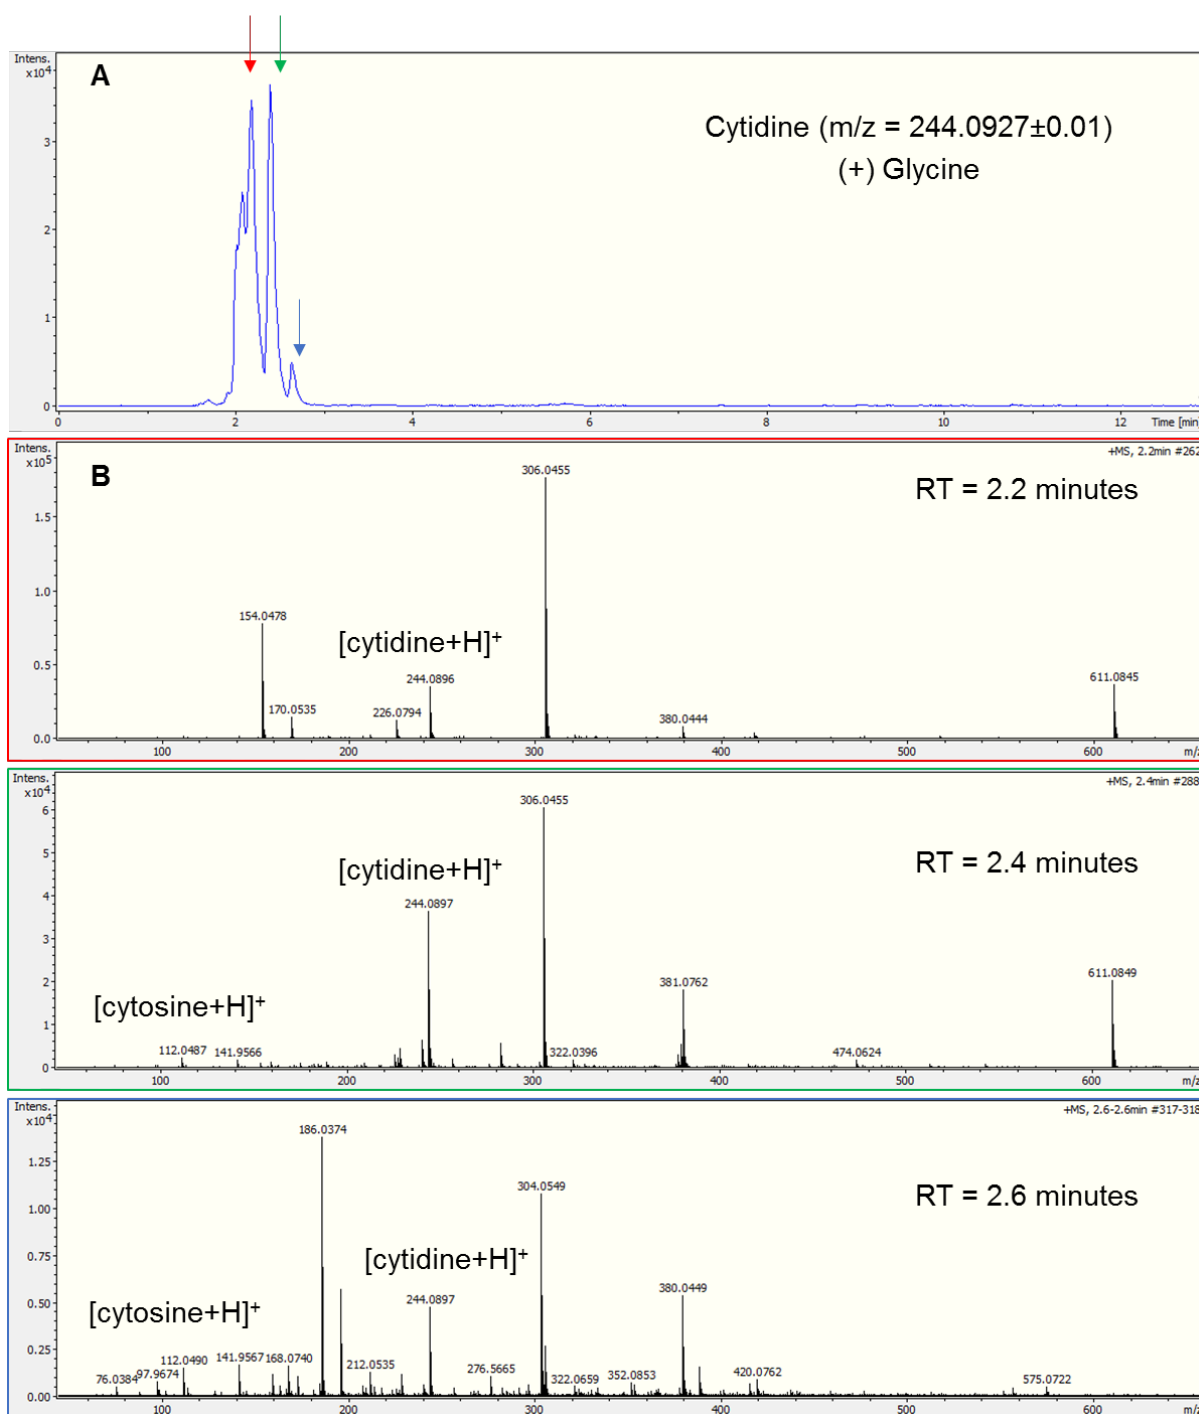 Intens.
x10⁴
A
Cytidine (m/z = 244.0927±0.01)
(+) Glycine
3
2
1
0
0 2 4 6 8 10 12 Time [min]
Intens.
x10⁵
B
+MS, 2.2min #262
RT = 2.2 minutes
306.0455
1.5
1.0
154.0478
[cytidine+H]⁺
0.5
244.0896
611.0845
170.0535
226.0794
380.0444
0.0
100 200 300 400 500 600 m/z
Intens.
x10⁴
+MS, 2.4min #288
306.0455
6
RT = 2.4 minutes
[cytidine+H]⁺
5
244.0897
4
3
381.0762
611.0849
2
[cytosine+H]⁺
1
112.0487
141.9566
322.0396
474.0624
0
100 200 300 400 500 600 m/z
Intens.
x10⁴
+MS, 2.6-2.6min #317-318
186.0374
1.25
304.0549
RT = 2.6 minutes
1.00
[cytidine+H]⁺
0.75
244.0897
380.0449
0.50
[cytosine+H]⁺
0.25
76.0384
97.9674
112.0490
141.9567
168.0740
212.0535
276.5665
322.0659
352.0853
420.0762
575.0722
0.00
100 200 300 400 500 600 m/z